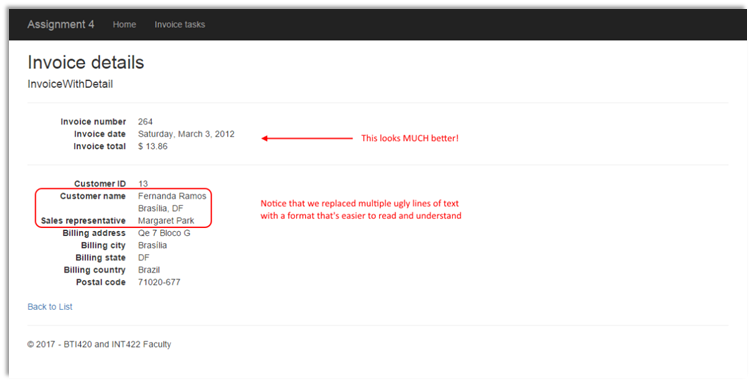 Assignment 4 Home Invoice tasks
Invoice details
InvoiceWithDetail
Invoice number 264
Invoice date Saturday, March 3, 2012
Invoice total $ 13.86
This looks MUCH better!
Customer ID 13
Customer name Fernanda Ramos
Brasília, DF
Sales representative Margaret Park
Notice that we replaced multiple ugly lines of text
with a format that's easier to read and understand
Billing address Qe 7 Bloco G
Billing city Brasília
Billing state DF
Billing country Brazil
Postal code 71020-677
Back to List
© 2017 - BTI420 and INT422 Faculty